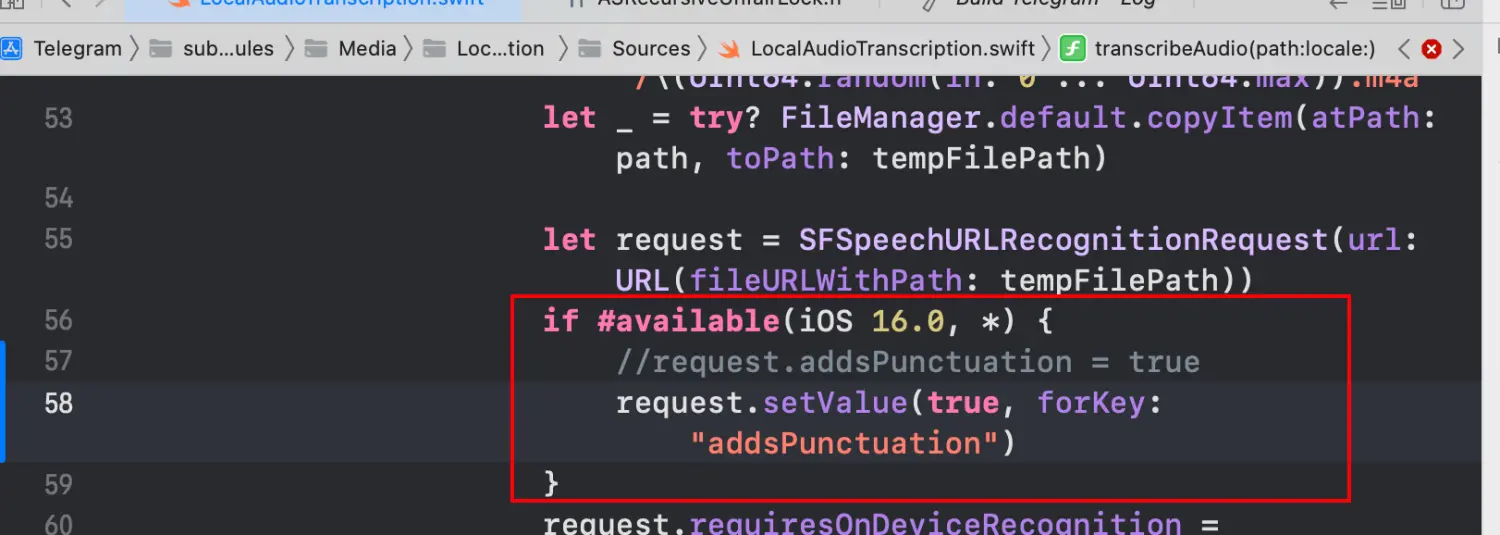 LocalAudioTranscription.swift
ASRecursiveUnfairLock.h
Build Telegram - Log
Telegram
sub...ules
Media
Loc...tion
Sources
LocalAudioTranscription.swift
transcribeAudio(path:locale:)
/\(UInt64.random(in: 0 ... UInt64.max)).m4a
53 let _ = try? FileManager.default.copyItem(atPath:
path, toPath: tempFilePath)
54
55 let request = SFSpeechURLRecognitionRequest(url:
URL(fileURLWithPath: tempFilePath))
56 if #available(iOS 16.0, *) {
57 //request.addsPunctuation = true
58 request.setValue(true, forKey:
"addsPunctuation")
59 }
60 request.requiresOnDeviceRecognition =